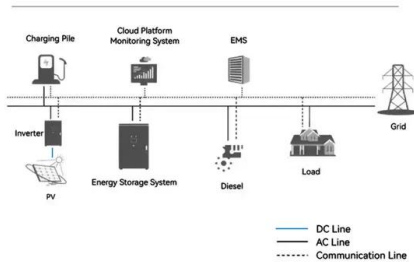 Charging Pile
Cloud Platform
Monitoring System
EMS
Grid
Inverter
PV
Energy Storage System
Diesel
Load
DC Line
AC Line
Communication Line